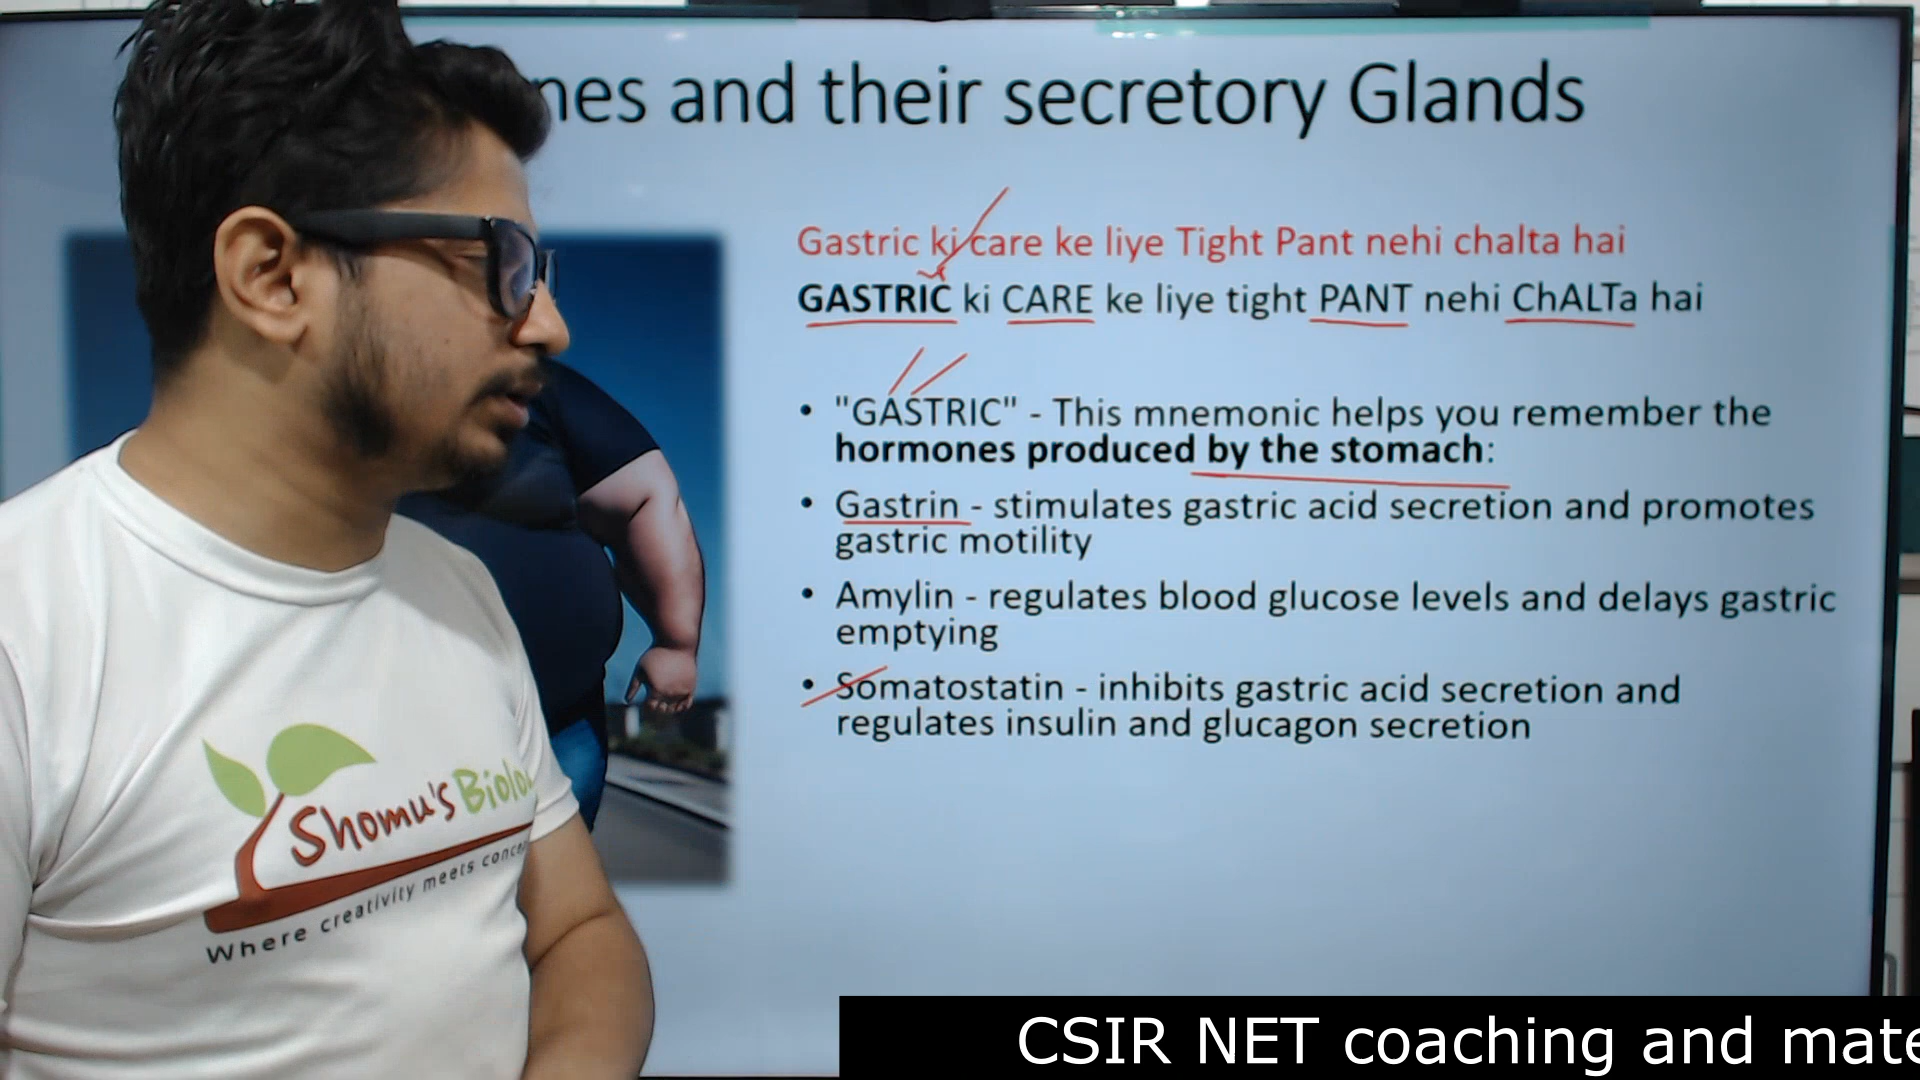 nes and their secretory Glands
Gastric ki care ke liye Tight Pant nehi chalta hai
GASTRIC ki CARE ke liye tight PANT nehi ChALTa hai
• "GASTRIC" - This mnemonic helps you remember the
hormones produced by the stomach:
• Gastrin - stimulates gastric acid secretion and promotes
gastric motility
• Amylin - regulates blood glucose levels and delays gastric
emptying
• Somatostatin - inhibits gastric acid secretion and
regulates insulin and glucagon secretion
Shomu's Biolo
Where creativity meets conce
CSIR NET coaching and mate